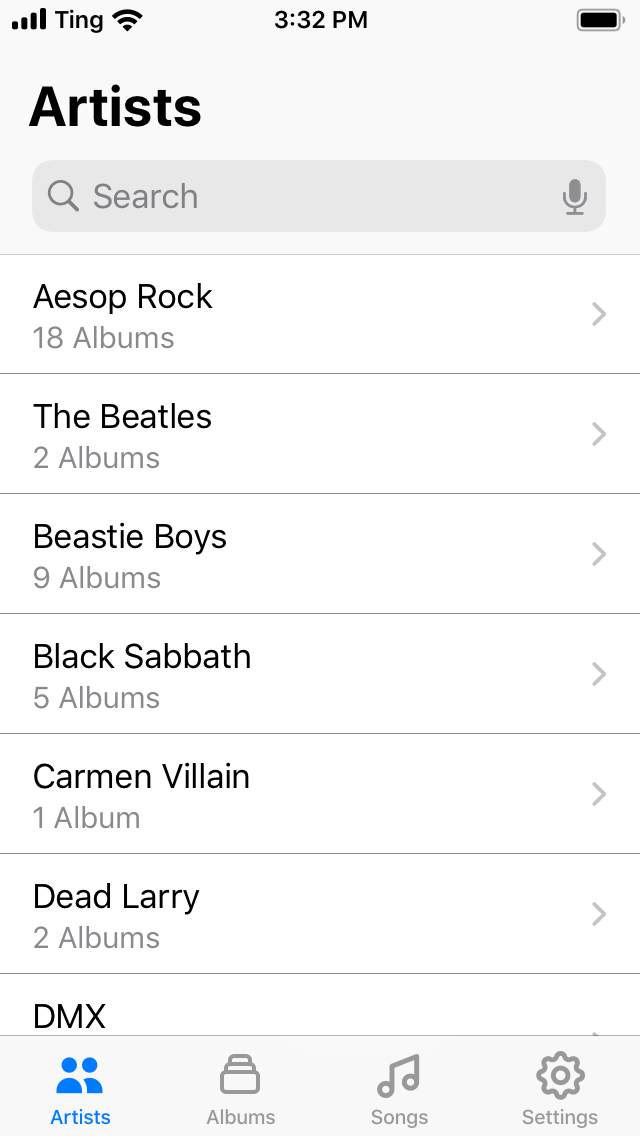 Ting 3:32 PM
Artists
Search
Aesop Rock
18 Albums
The Beatles
2 Albums
Beastie Boys
9 Albums
Black Sabbath
5 Albums
Carmen Villain
1 Album
Dead Larry
2 Albums
DMX
Artists Albums Songs Settings